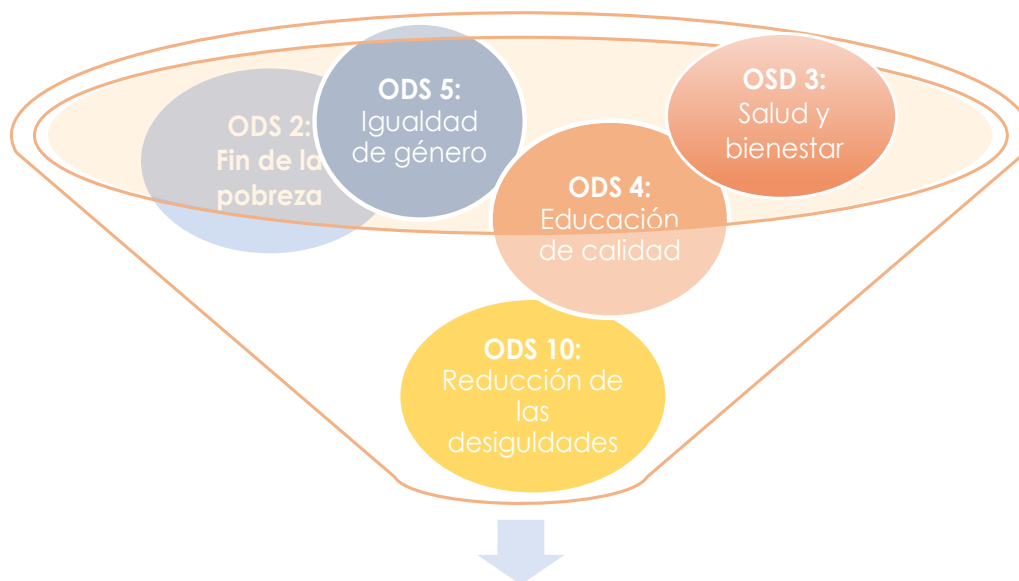 ODS 2:
Fin de la
pobreza
ODS 5:
Igualdad
de género
ODS 4:
Educación
de calidad
OSD 3:
Salud y
bienestar
ODS 10:
Reducción de
las
desiguldades